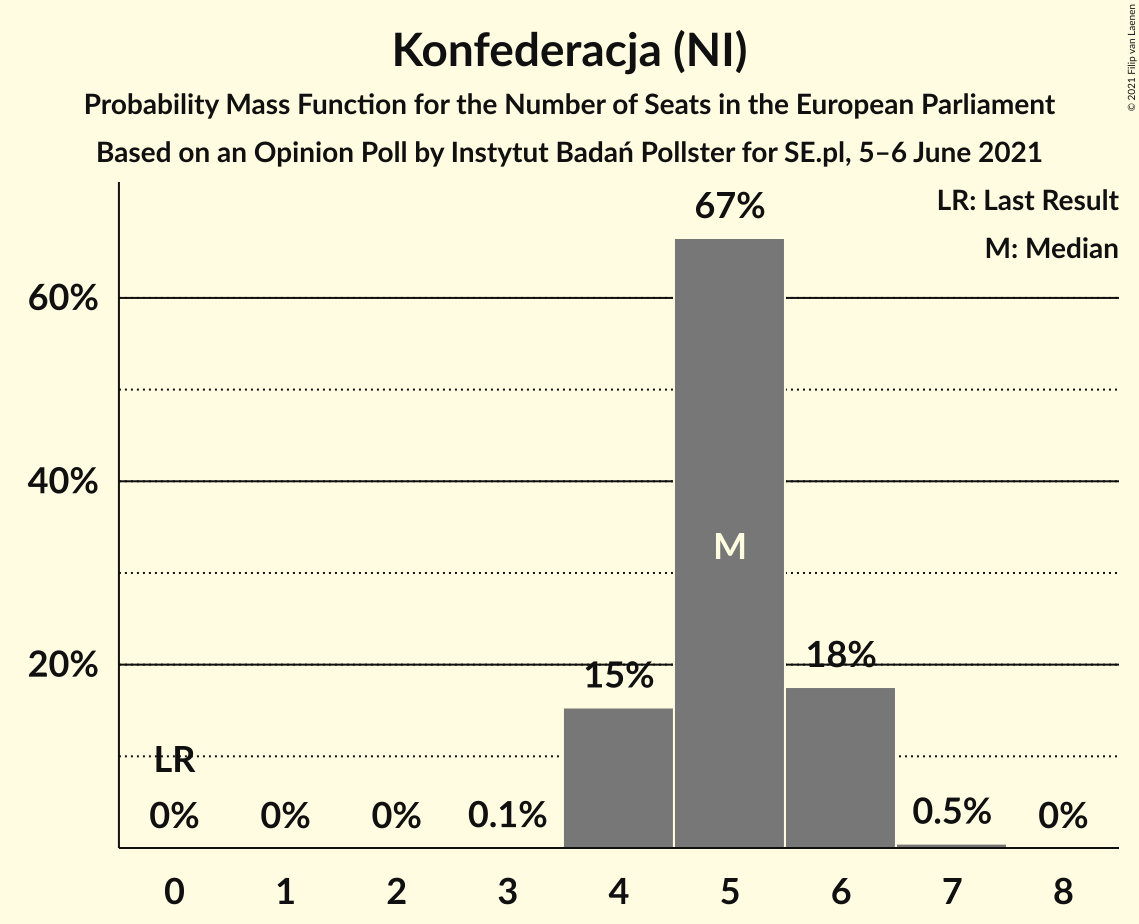 Konfederacja (NI)
Probability Mass Function for the Number of Seats in the European Parliament
Based on an Opinion Poll by Instytut Badań Pollster for SE.pl, 5–6 June 2021
© 2021 Filip van Laenen
LR: Last Result
M: Median
67%
60%
40%
M
20%
15%
18%
LR
0%
0%
0%
0.1%
0.5%
0%
0 1 2 3 4 5 6 7 8